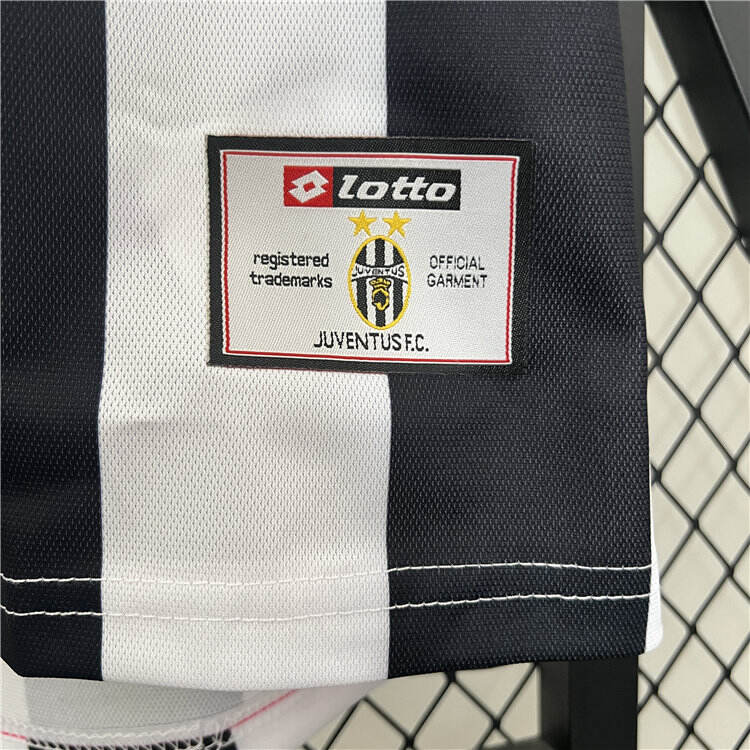 lotto
registered
trademarks
JUVENTUS
OFFICIAL
GARMENT
JUVENTUS F.C.